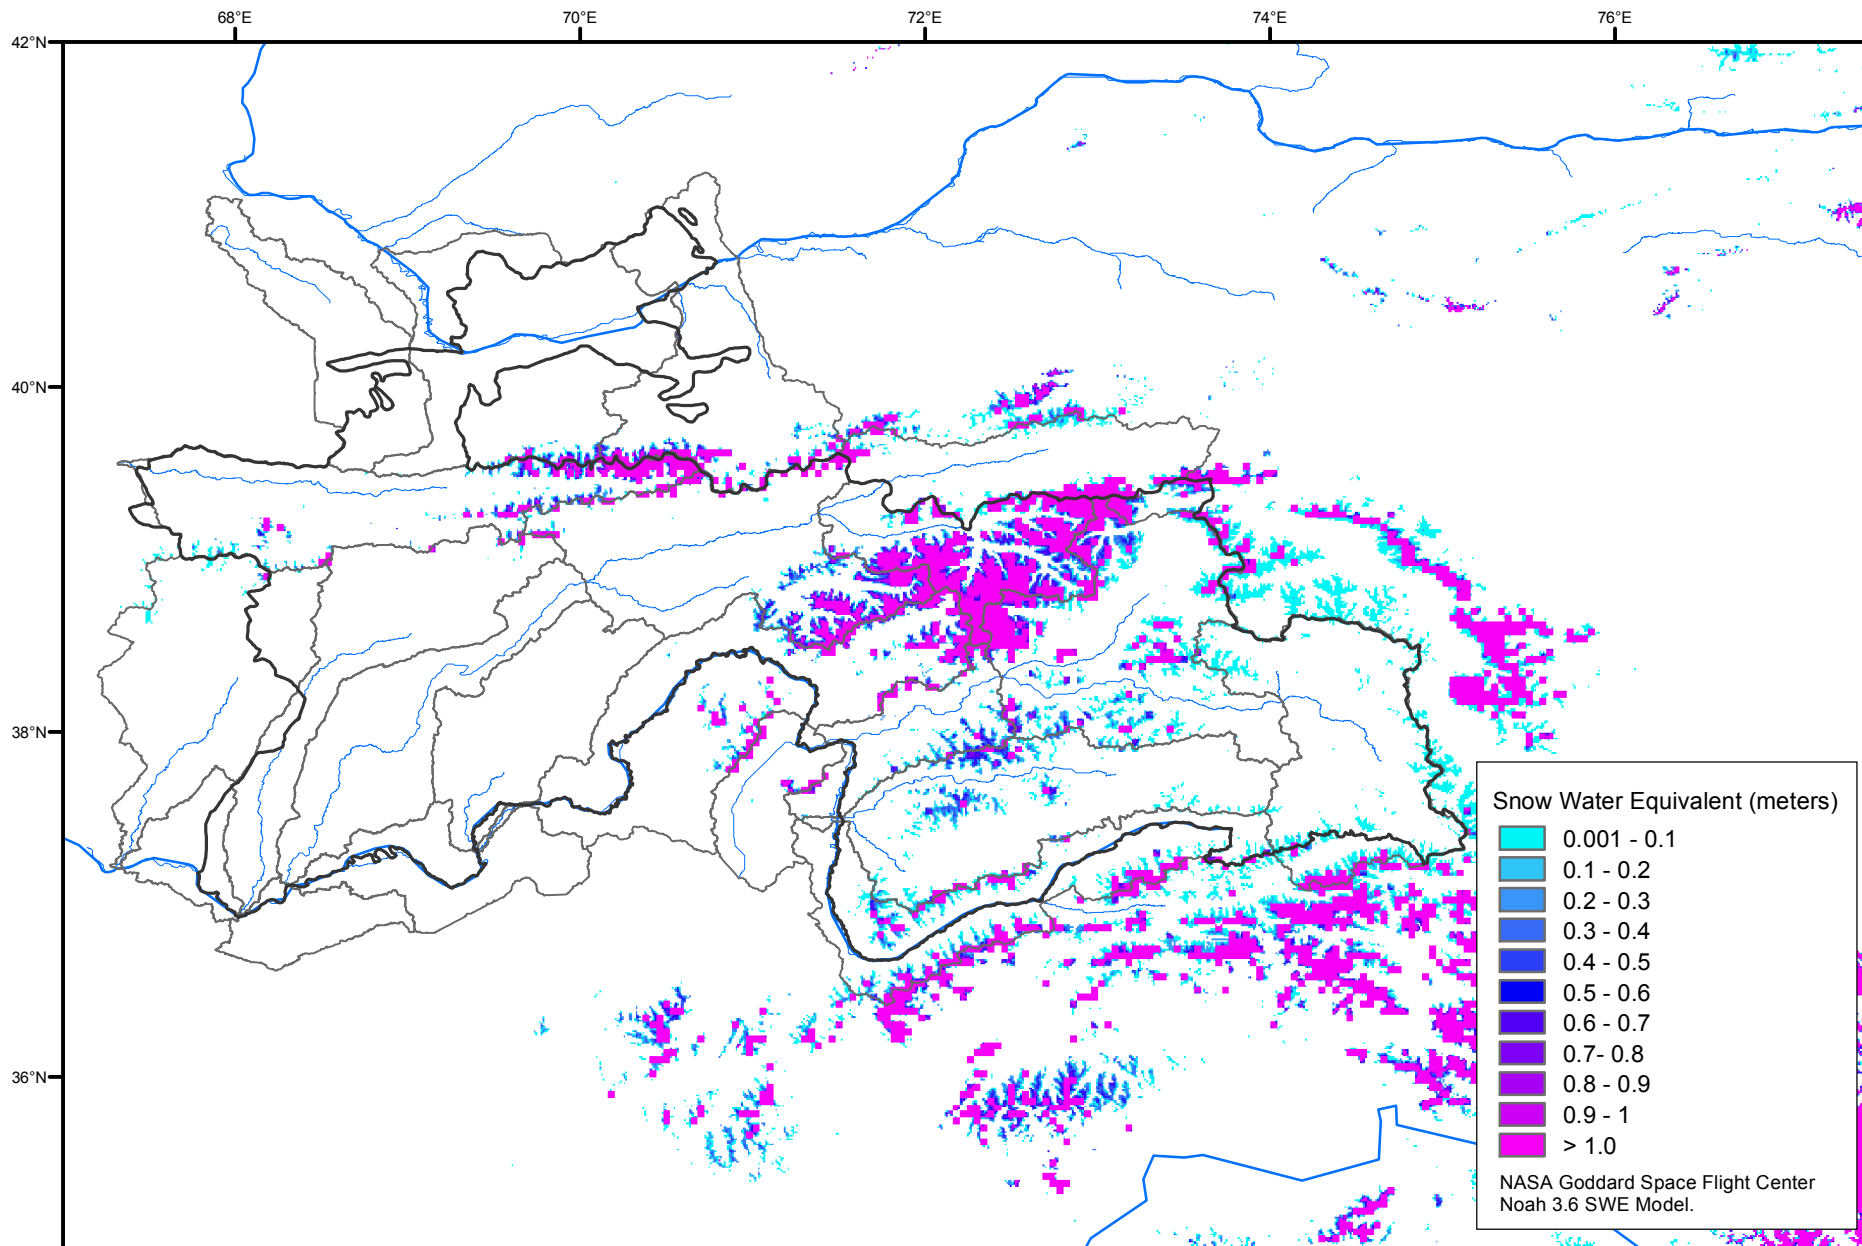 68°E
70°E
72°E
74°E
76°E
42°N
40°N
38°N
36°N
Snow Water Equivalent (meters)
0.001 - 0.1
0.1 - 0.2
0.2 - 0.3
0.3 - 0.4
0.4 - 0.5
0.5 - 0.6
0.6 - 0.7
0.7- 0.8
0.8 - 0.9
0.9 - 1
> 1.0
NASA Goddard Space Flight Center
Noah 3.6 SWE Model.